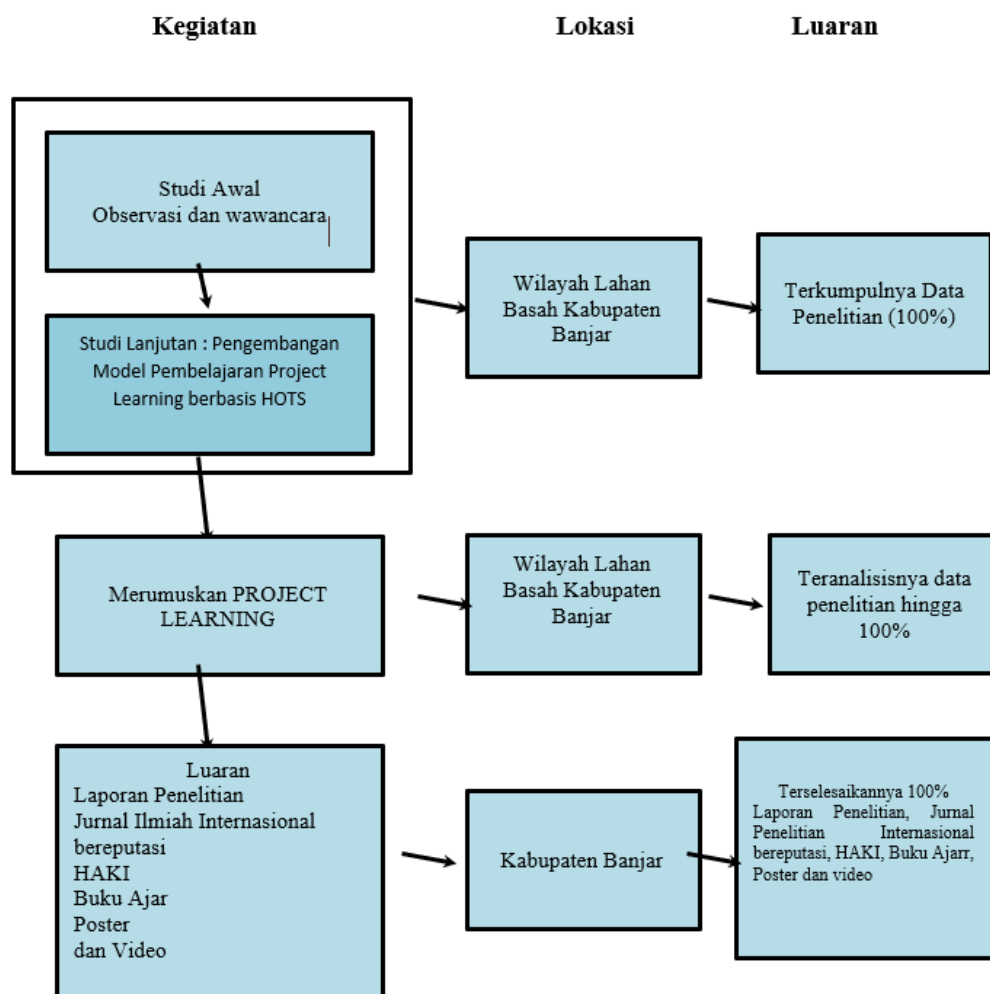 Kegiatan
Lokasi
Luaran
Studi Awal
Observasi dan wawancara
Studi Lanjutan : Pengembangan
Model Pembelajaran Project
Learning berbasis HOTS
Wilayah Lahan
Basah Kabupaten
Banjar
Terkumpulnya Data
Penelitian (100%)
Merumuskan PROJECT
LEARNING
Wilayah Lahan
Basah Kabupaten
Banjar
Teranalisisnya data
penelitian hingga
100%
Luaran
Laporan Penelitian
Jurnal Ilmiah Internasional
bereputasi
HAKI
Buku Ajar
Poster
dan Video
Kabupaten Banjar
Terselesaikannya 100%
Laporan Penelitian, Jurnal
Penelitian Internasional
bereputasi, HAKI, Buku Ajarr,
Poster dan video